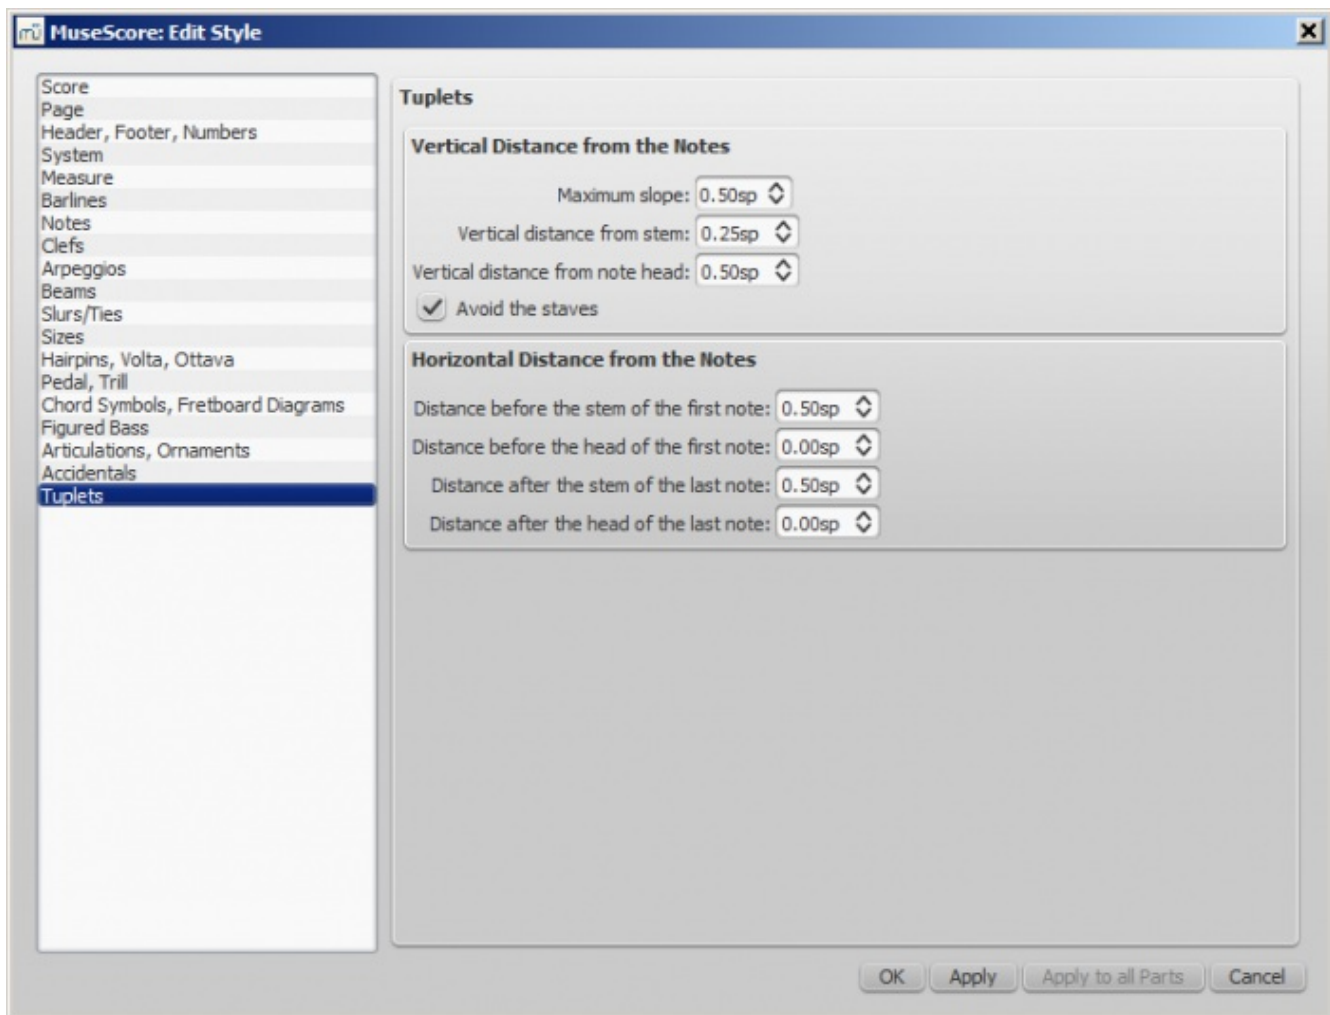 mü MuseScore: Edit Style
Score
Page
Header, Footer, Numbers
System
Measure
Barlines
Notes
Clefs
Arpeggios
Beams
Slurs/Ties
Sizes
Hairpins, Volta, Ottava
Pedal, Trill
Chord Symbols, Fretboard Diagrams
Figured Bass
Articulations, Ornaments
Accidentals
Tuplets
Tuplets
Vertical Distance from the Notes
Maximum slope: 0.50sp
Vertical distance from stem: 0.25sp
Vertical distance from note head: 0.50sp
Avoid the staves
Horizontal Distance from the Notes
Distance before the stem of the first note: 0.50sp
Distance before the head of the first note: 0.00sp
Distance after the stem of the last note: 0.50sp
Distance after the head of the last note: 0.00sp
OK Apply Apply to all Parts Cancel